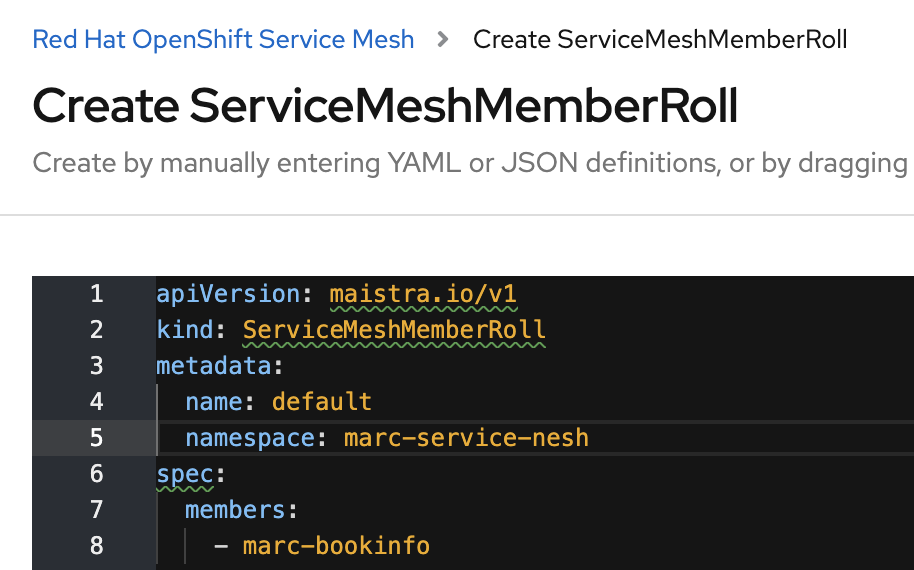 Red Hat OpenShift Service Mesh > Create ServiceMeshMemberRoll
Create ServiceMeshMemberRoll
Create by manually entering YAML or JSON definitions, or by dragging
1 apiVersion: maistra.io/v1
2 kind: ServiceMeshMemberRoll
3 metadata:
4   name: default
5   namespace: marc-service-nesh
6 spec:
7   members:
8     - marc-bookinfo